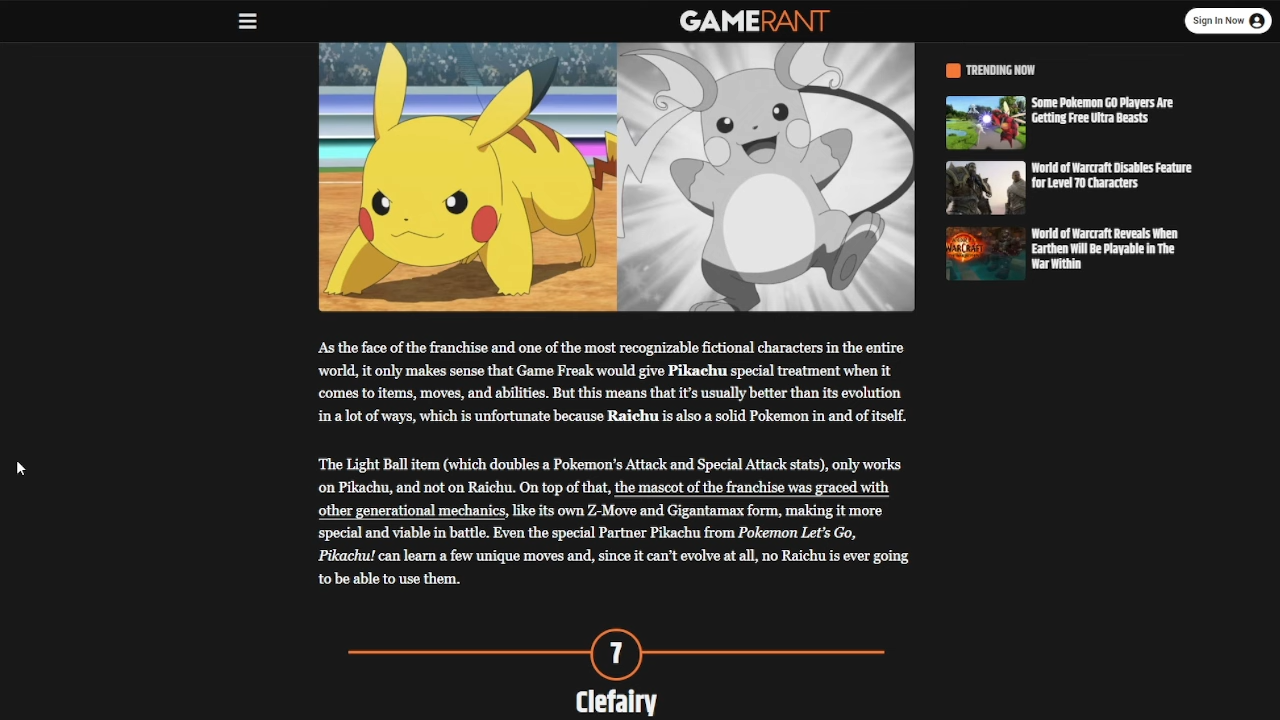 GAMERANT
Sign In Now
TRENDING NOW
Some Pokemon GO Players Are
Getting Free Ultra Beasts
World of Warcraft Disables Feature
for Level 70 Characters
World of Warcraft Reveals When
Earthen Will Be Playable in The
War Within
As the face of the franchise and one of the most recognizable fictional characters in the entire
world, it only makes sense that Game Freak would give Pikachu special treatment when it
comes to items, moves, and abilities. But this means that it's usually better than its evolution
in a lot of ways, which is unfortunate because Raichu is also a solid Pokemon in and of itself.
The Light Ball item (which doubles a Pokemon's Attack and Special Attack stats), only works
on Pikachu, and not on Raichu. On top of that, the mascot of the franchise was graced with
other generational mechanics, like its own Z-Move and Gigantamax form, making it more
special and viable in battle. Even the special Partner Pikachu from Pokemon Let's Go,
Pikachu! can learn a few unique moves and, since it can't evolve at all, no Raichu is ever going
to be able to use them.
7
Clefairy